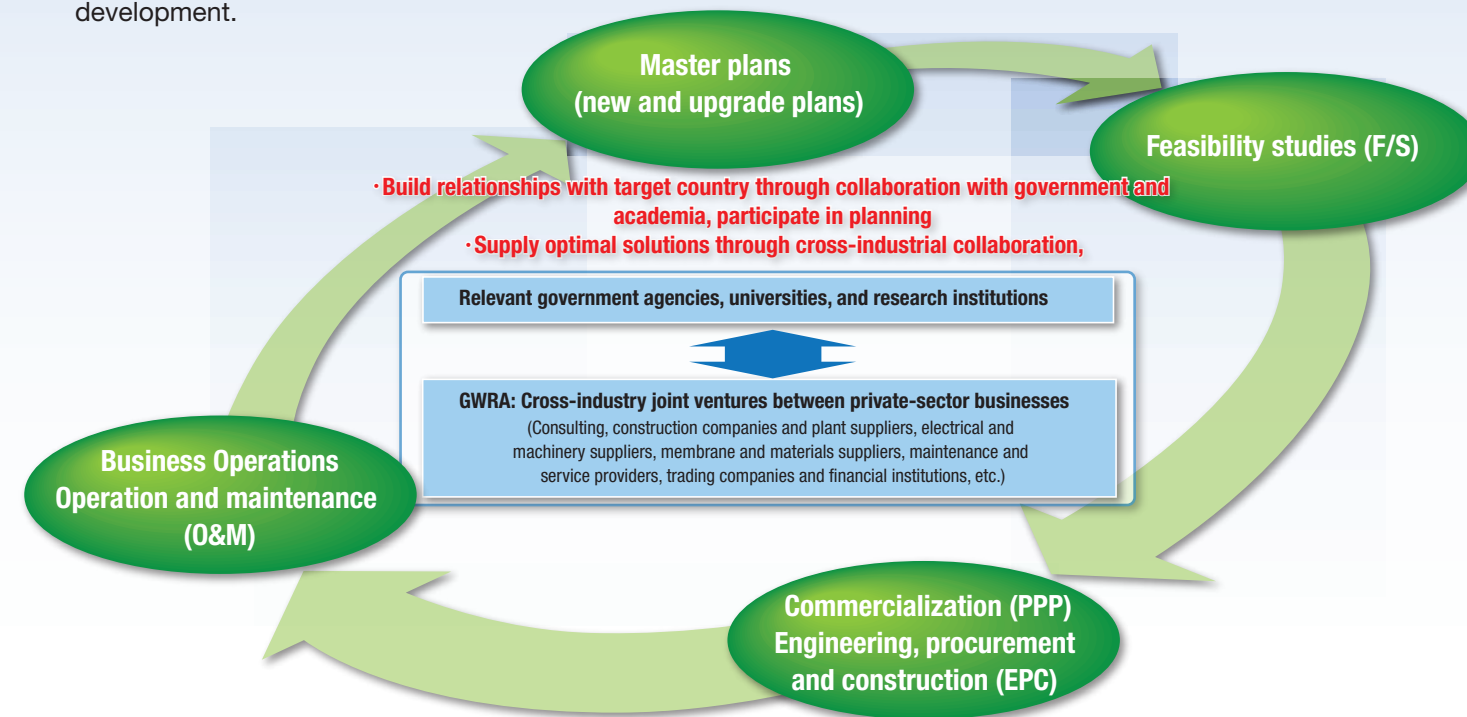 development.
Master plans
(new and upgrade plans)
Feasibility studies (F/S)
·Build relationships with target country through collaboration with government and
academia, participate in planning
·Supply optimal solutions through cross-industrial collaboration,
Relevant government agencies, universities, and research institutions
GWRA: Cross-industry joint ventures between private-sector businesses
(Consulting, construction companies and plant suppliers, electrical and
machinery suppliers, membrane and materials suppliers, maintenance and
service providers, trading companies and financial institutions, etc.)
Business Operations
Operation and maintenance
(O&M)
Commercialization (PPP)
Engineering, procurement
and construction (EPC)